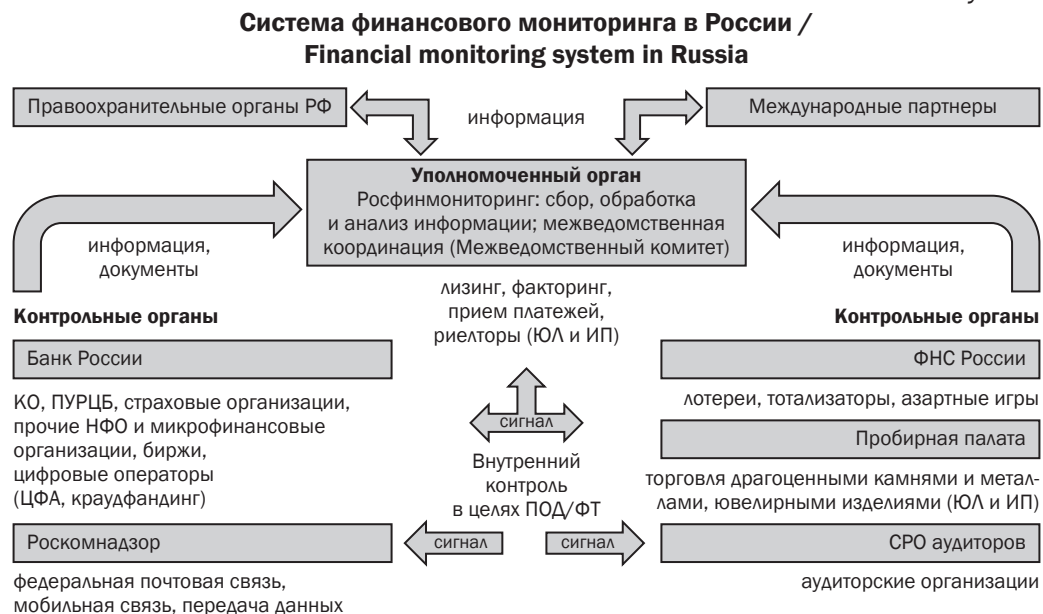 Система финансового мониторинга в России /
Financial monitoring system in Russia
Правоохранительные органы РФ
информация
Международные партнеры
Уполномоченный орган
Росфинмониторинг: сбор, обработка
и анализ информации; межведомственная
координация (Межведомственный комитет)
информация,
документы
информация,
документы
лизинг, факторинг,
прием платежей,
риелторы (ЮЛ и ИП)
Контрольные органы
Банк России
КО, ПУРЦБ, страховые организации,
прочие НФО и микрофинансовые
организации, биржи,
цифровые операторы
(ЦФА, краудфандинг)
Роскомнадзор
федеральная почтовая связь,
мобильная связь, передача данных
сигнал
Внутренний
контроль
в целях ПОД/ФТ
сигнал
сигнал
Контрольные органы
ФНС России
лотереи, тотализаторы, азартные игры
Пробирная палата
торговля драгоценными камнями и метал-
лами, ювелирными изделиями (ЮЛ и ИП)
СРО аудиторов
аудиторские организации